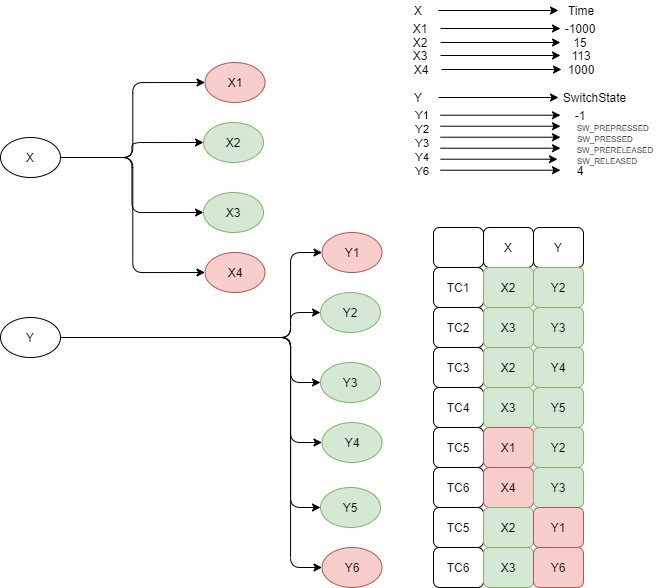 X Time
X1 -1000
X2 15
X3 113
X4 1000
Y SwitchState
Y1 -1
Y2 SW_PREPRESSED
Y3 SW_PRESSED
Y4 SW_PRERELEASED
SW_RELEASED
Y6 4
X
X1
X2
X3
X4
Y
Y1
Y2
Y3
Y4
Y5
Y6
X Y
TC1 X2 Y2
TC2 X3 Y3
TC3 X2 Y4
TC4 X3 Y5
TC5 X1 Y2
TC6 X4 Y3
TC5 X2 Y1
TC6 X3 Y6